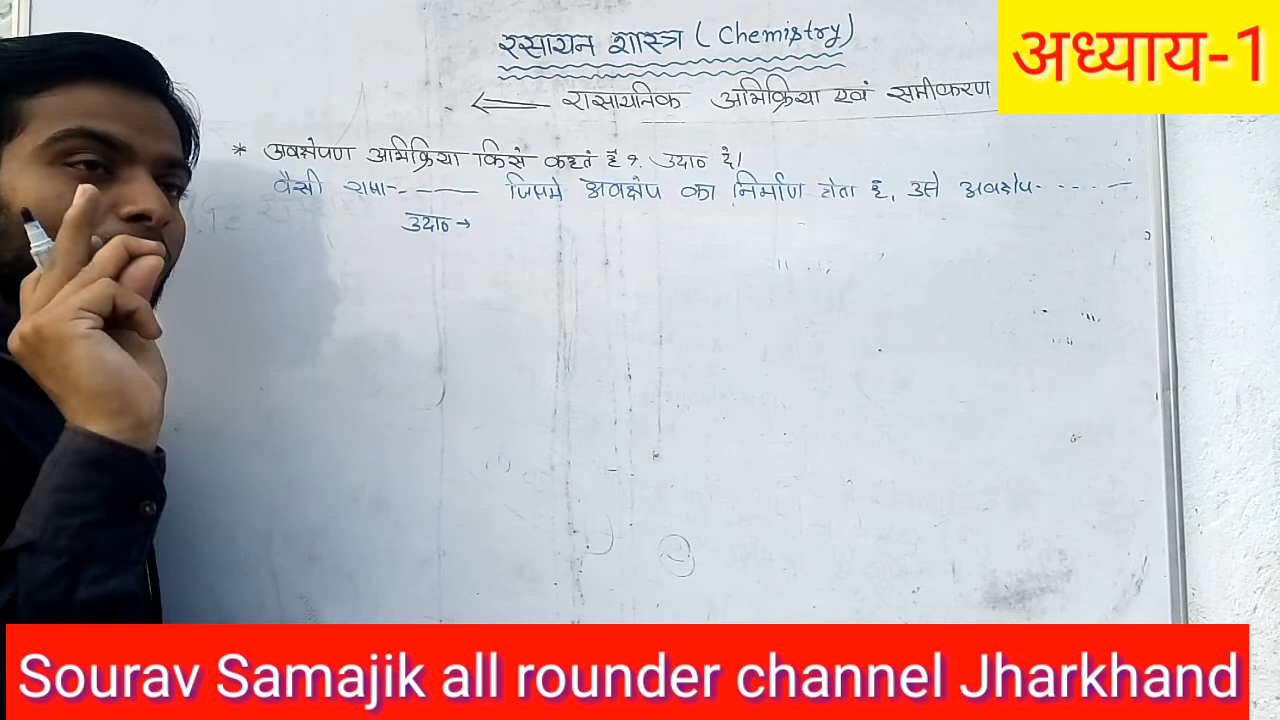 रसायन शास्त्र ( Chemistry)
अध्याय-1
रासायनिक अभिक्रिया एवं समीकरण
* अवक्षेपण अभिक्रिया किसे कहते हैं ?. उदा० दें।
वैसी रासा------ जिसमे अवक्षेप का निर्माण होता है, उसे अवक्षेप- - - - -
उदा० →
Sourav Samajik all rounder channel Jharkhand